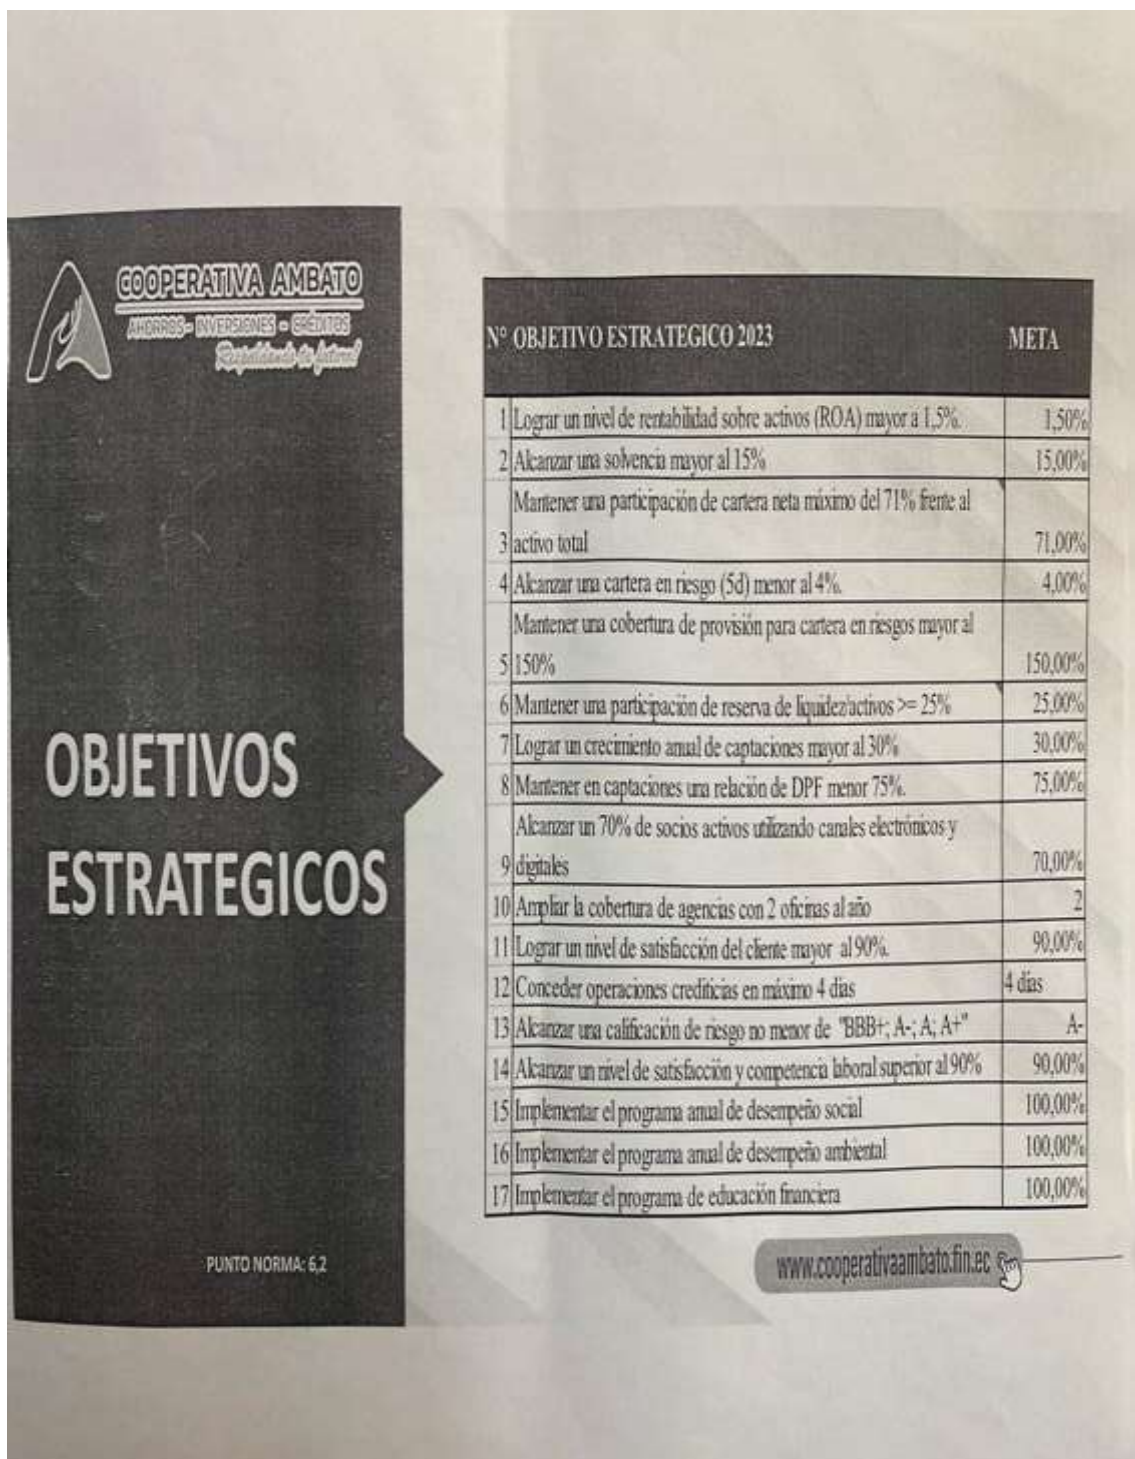 COOPERATIVA AMBATO
AHORROS - INVERSIONES - CRÉDITOS
Respaldando tu futuro!
OBJETIVOS
ESTRATEGICOS
PUNTO NORMA: 6,2
N° OBJETIVO ESTRATEGICO 2023 META
1 Lograr un nivel de rentabilidad sobre activos (ROA) mayor a 1,5%. 1,50%
2 Alcanzar una solvencia mayor al 15% 15,00%
Mantener una participación de cartera neta máximo del 71% frente al
3 activo total 71,00%
4 Alcanzar una cartera en riesgo (5d) menor al 4%. 4,00%
Mantener una cobertura de provisión para cartera en riesgos mayor al
5 150% 150,00%
6 Mantener una participación de reserva de liquidez/activos >= 25% 25,00%
7 Lograr un crecimiento anual de captaciones mayor al 30% 30,00%
8 Mantener en captaciones una relación de DPF menor 75%. 75,00%
Alcanzar un 70% de socios activos utilizando canales electrónicos y
9 digitales 70,00%
10 Ampliar la cobertura de agencias con 2 oficinas al año 2
11 Lograr un nivel de satisfacción del cliente mayor al 90%. 90,00%
12 Conceder operaciones crediticias en máximo 4 días 4 días
13 Alcanzar una calificación de riesgo no menor de "BBB+; A-; A; A+" A-
14 Alcanzar un nivel de satisfacción y competencia laboral superior al 90% 90,00%
15 Implementar el programa anual de desempeño social 100,00%
16 Implementar el programa anual de desempeño ambiental 100,00%
17 Implementar el programa de educación financiera 100,00%
www.cooperativaambato.fin.ec